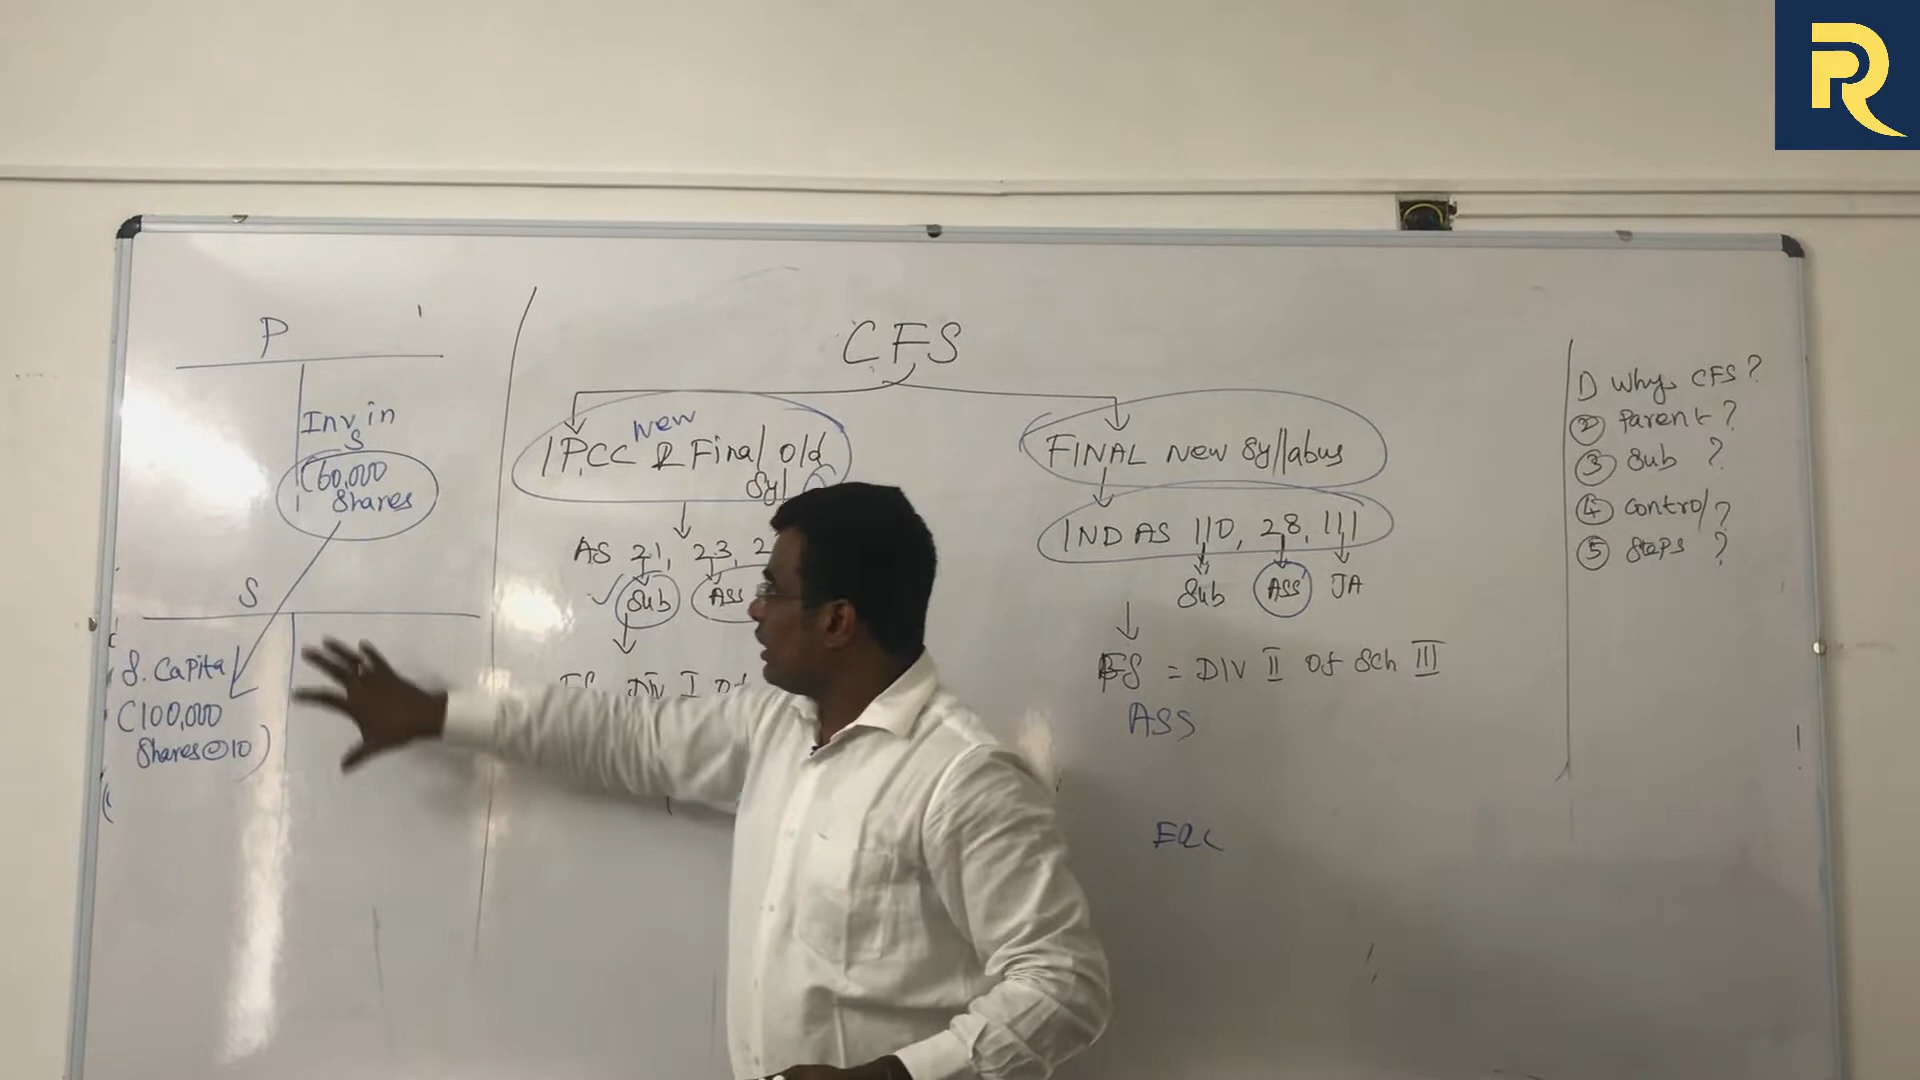 P
Inv in
S
(60,000
Shares
S
S. Capital
(100,000
Shares@10)
CFS
New
IPCC & Final old
Syl
AS 21, 23, 2
Sub Ass
Div I of
FINAL New Syllabus
IND AS 110, 28, 111
Sub Ass JA
FS = DIV II of Sch III
ASS
1) Why CFS?
② Parent?
③ Sub ?
④ Control?
⑤ Steps ?
R